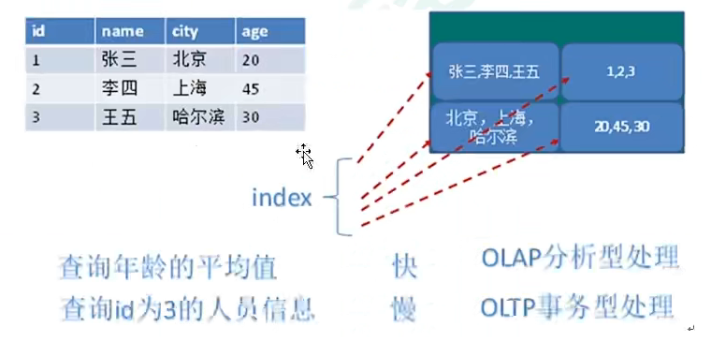 id name city age
1 张三 北京 20
2 李四 上海 45
3 王五 哈尔滨 30
张三,李四,王五
1,2,3
北京，上海，
哈尔滨
20,45,30
index
查询年龄的平均值 快 OLAP分析型处理
查询id为3的人员信息 慢 OLTP事务型处理